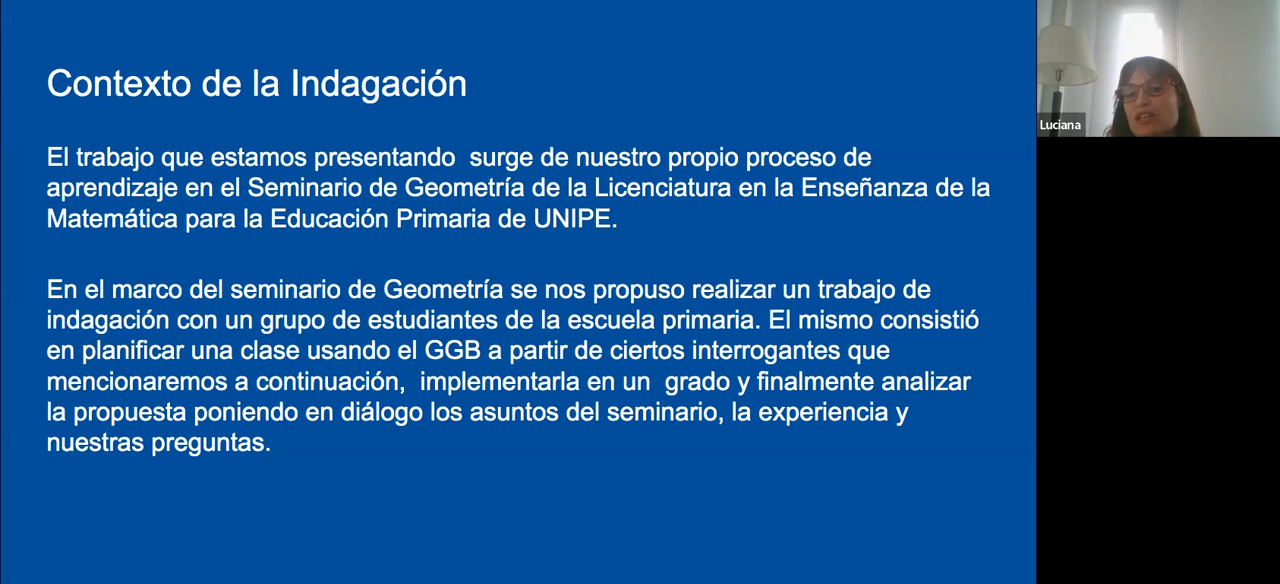 Contexto de la Indagación
El trabajo que estamos presentando  surge de nuestro propio proceso de
aprendizaje en el Seminario de Geometría de la Licenciatura en la Enseñanza de la
Matemática para la Educación Primaria de UNIPE.
En el marco del seminario de Geometría se nos propuso realizar un trabajo de
indagación con un grupo de estudiantes de la escuela primaria. El mismo consistió
en planificar una clase usando el GGB a partir de ciertos interrogantes que
mencionaremos a continuación,  implementarla en un  grado y finalmente analizar
la propuesta poniendo en diálogo los asuntos del seminario, la experiencia y
nuestras preguntas.
Luciana